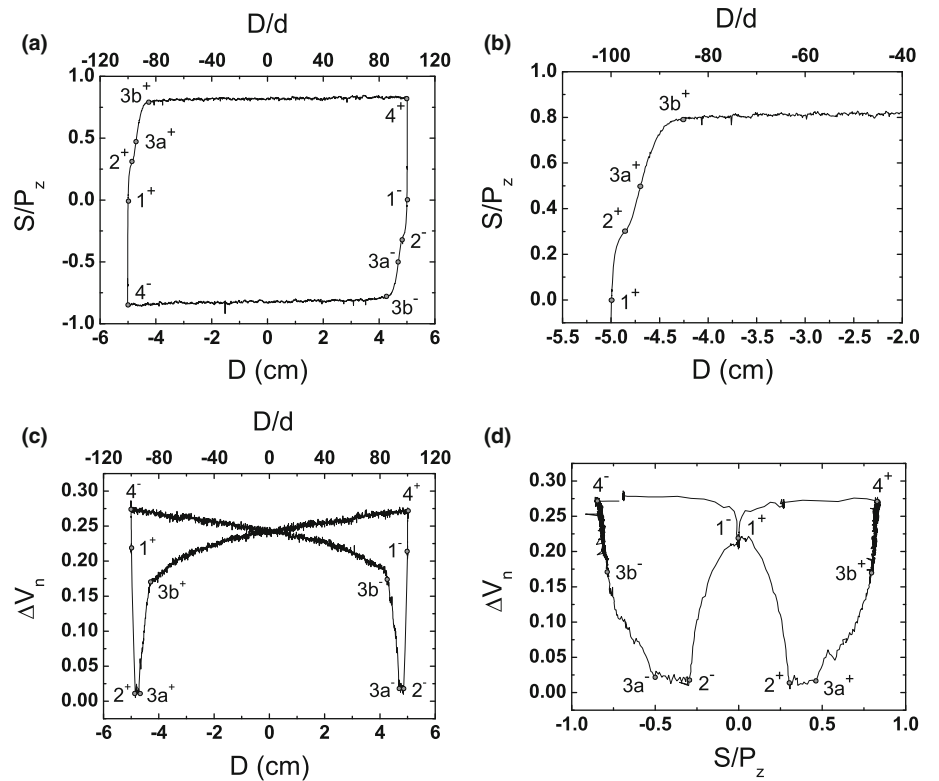 (a)
D/d
-120 -80 -40 0 40 80 120
1.0
0.5
0.0
-0.5
-1.0
S/P_z
3b+
3a+
2+
1+
4-
4+
1-
2-
3a-
3b-
-6 -4 -2 0 2 4 6
D (cm)
(b)
D/d
-100 -80 -60 -40
1.0
0.8
0.6
0.4
0.2
0.0
S/P_z
3b+
3a+
2+
1+
-5.5 -5.0 -4.5 -4.0 -3.5 -3.0 -2.5 -2.0
D (cm)
(c)
D/d
-120 -80 -40 0 40 80 120
0.30
0.25
0.20
0.15
0.10
0.05
0.00
ΔV_n
4-
4+
1+
1-
3b+
3b-
2+
3a+
3a-
2-
-6 -4 -2 0 2 4 6
D (cm)
(d)
0.30
0.25
0.20
0.15
0.10
0.05
0.00
ΔV_n
4-
4+
1-
1+
3b-
3b+
3a-
2-
2+
3a+
-1.0 -0.5 0.0 0.5 1.0
S/P_z